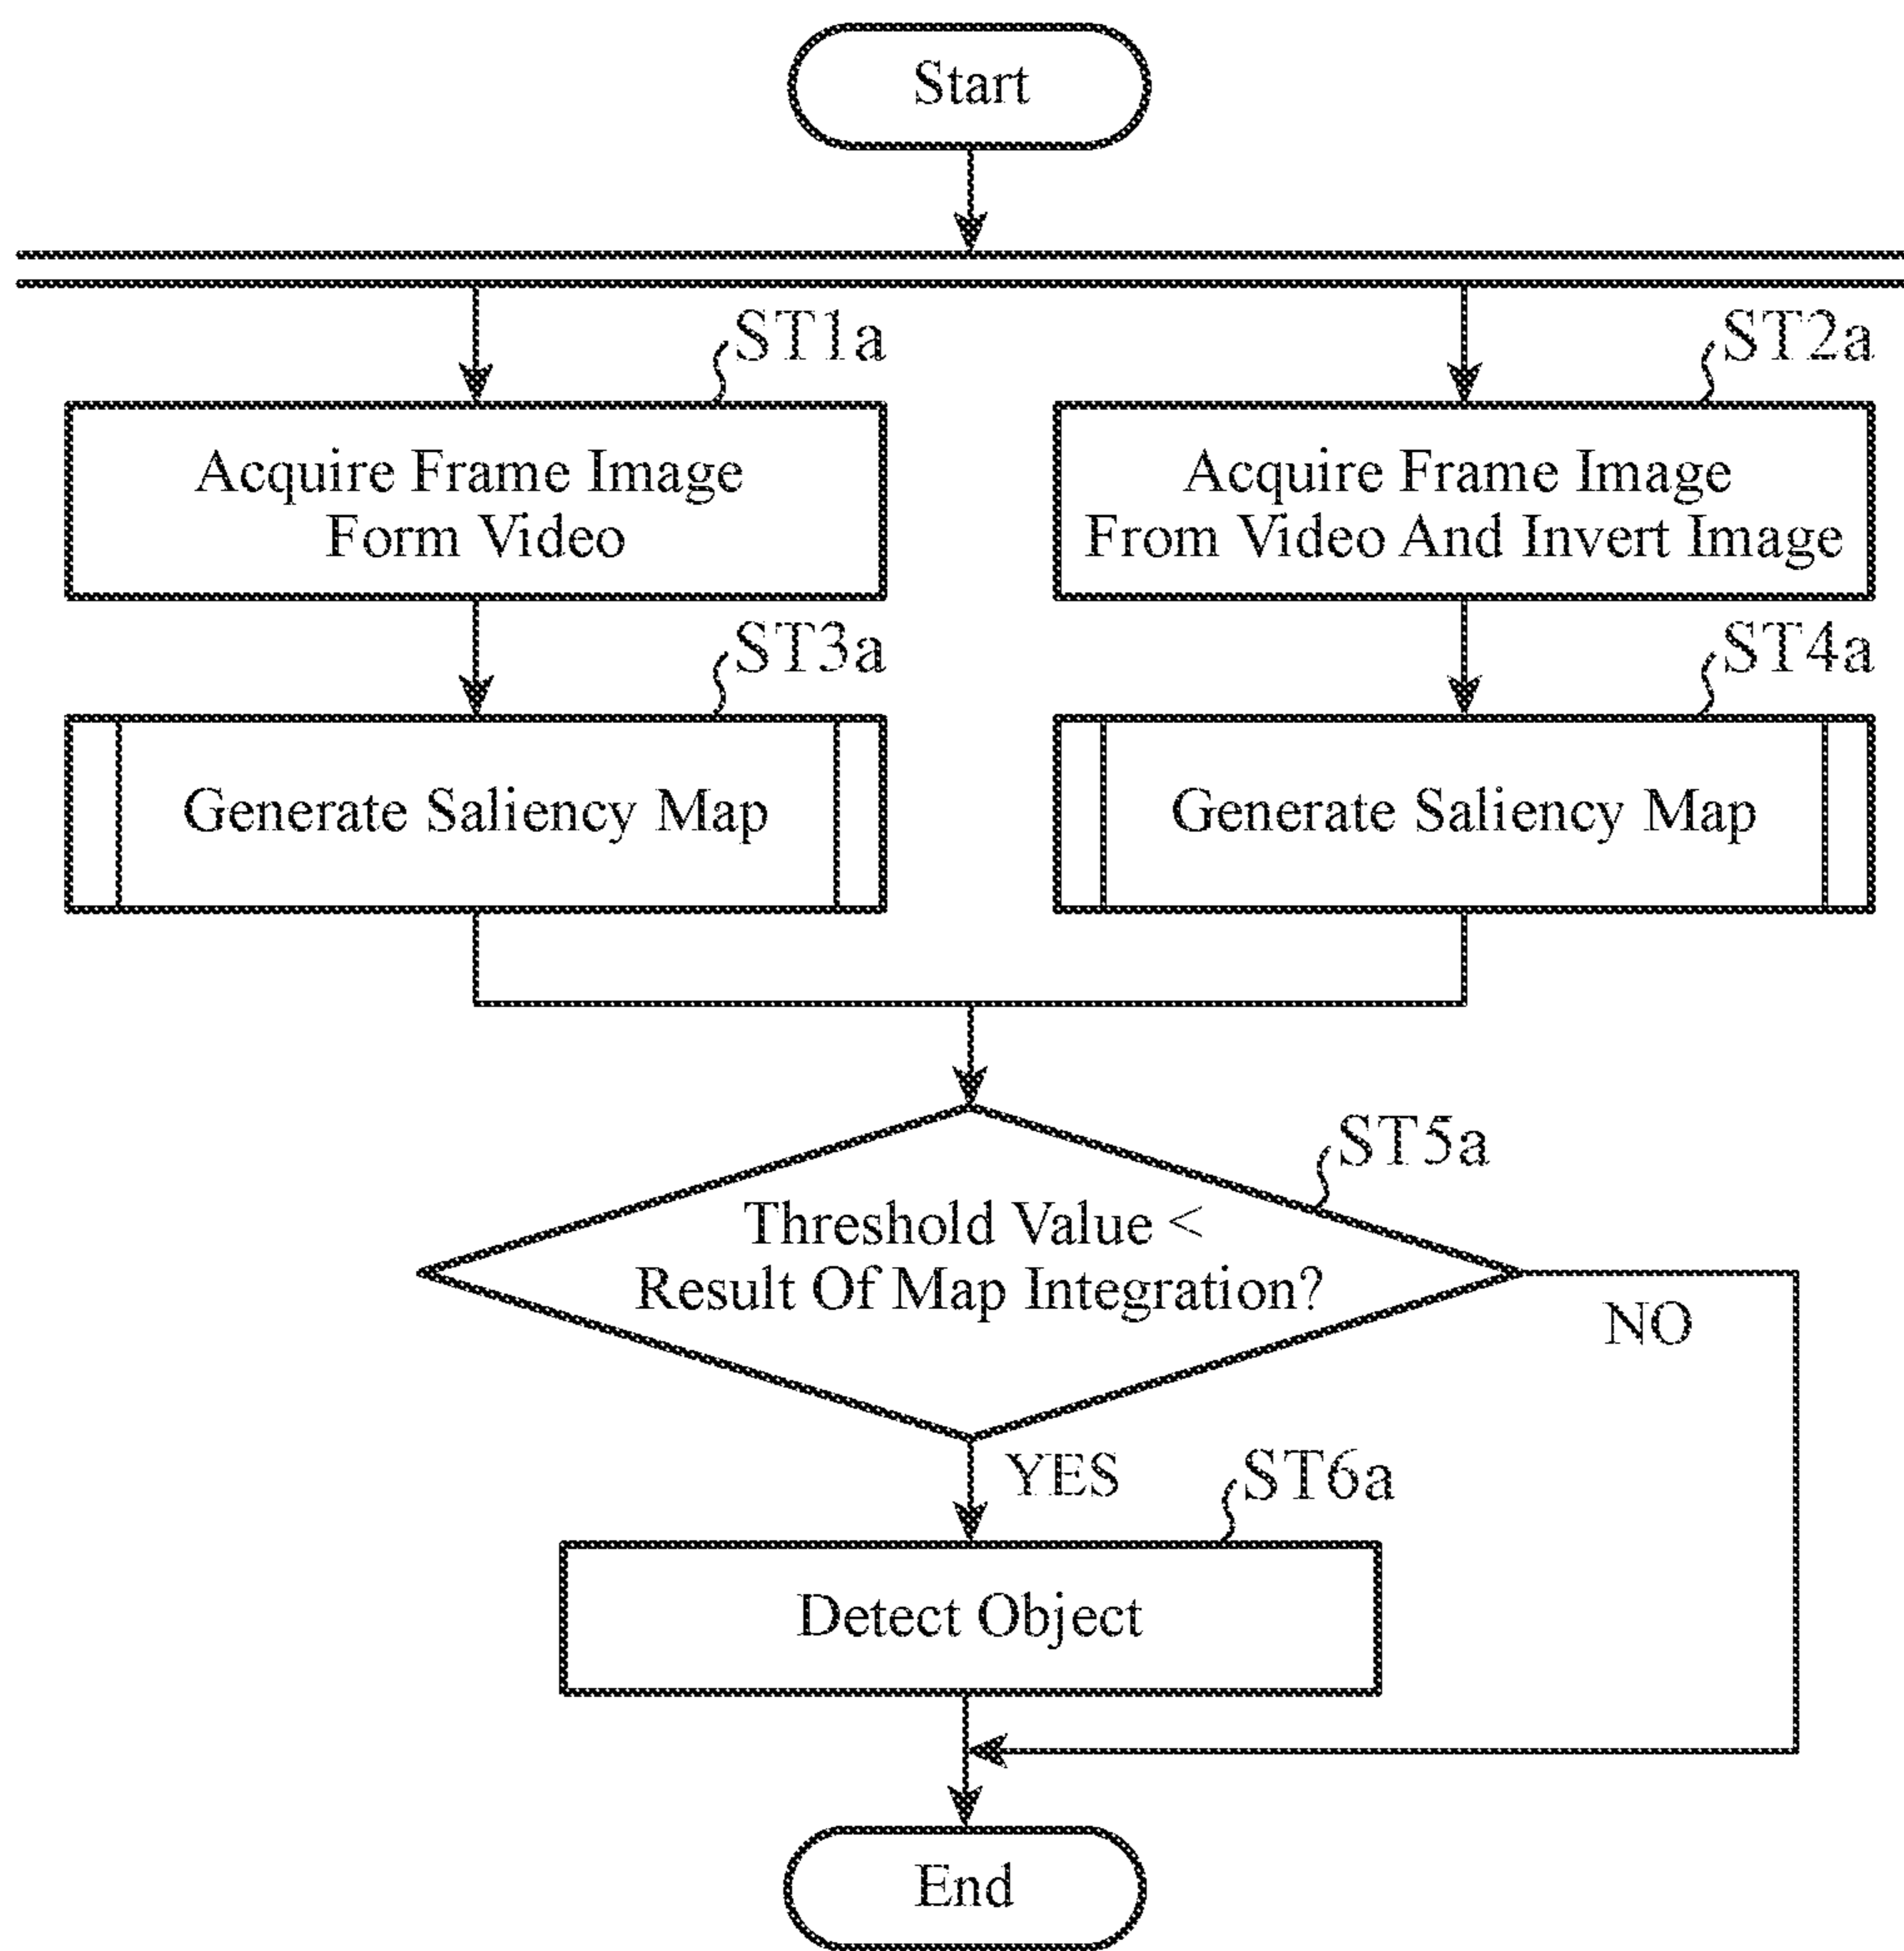 Start
ST1a
Acquire Frame Image
Form Video
ST2a
Acquire Frame Image
From Video And Invert Image
ST3a
Generate Saliency Map
ST4a
Generate Saliency Map
ST5a
Threshold Value <
Result Of Map Integration?
NO
YES
ST6a
Detect Object
End